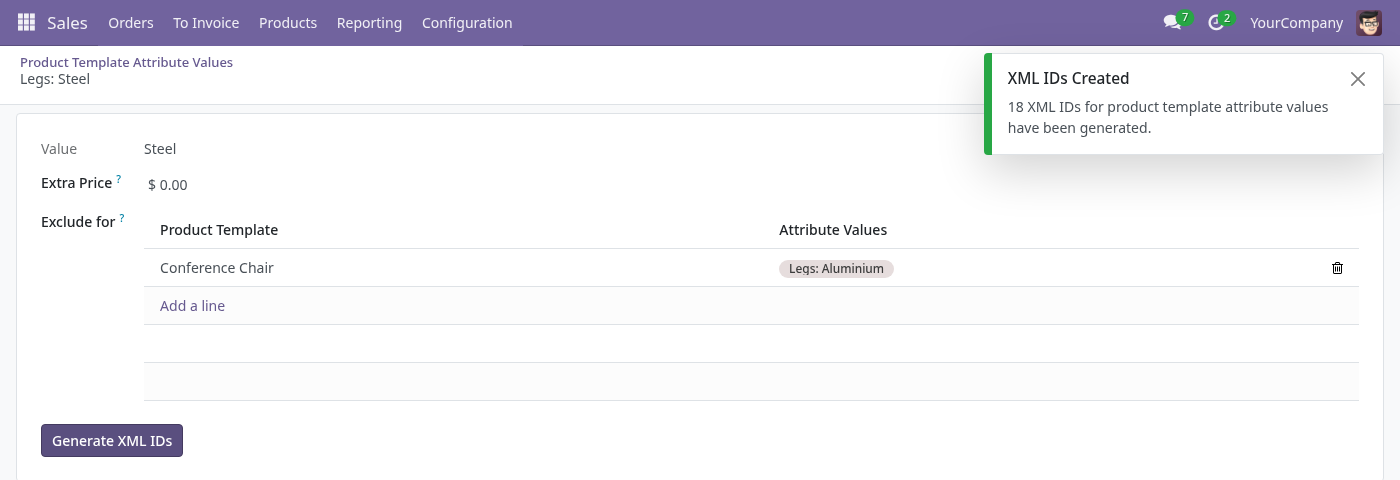 Sales Orders To Invoice Products Reporting Configuration 7 2 YourCompany
Product Template Attribute Values
Legs: Steel
XML IDs Created
18 XML IDs for product template attribute values
have been generated.
Value Steel
Extra Price ? $ 0.00
Exclude for ?
Product Template Attribute Values
Conference Chair Legs: Aluminium
Add a line
Generate XML IDs